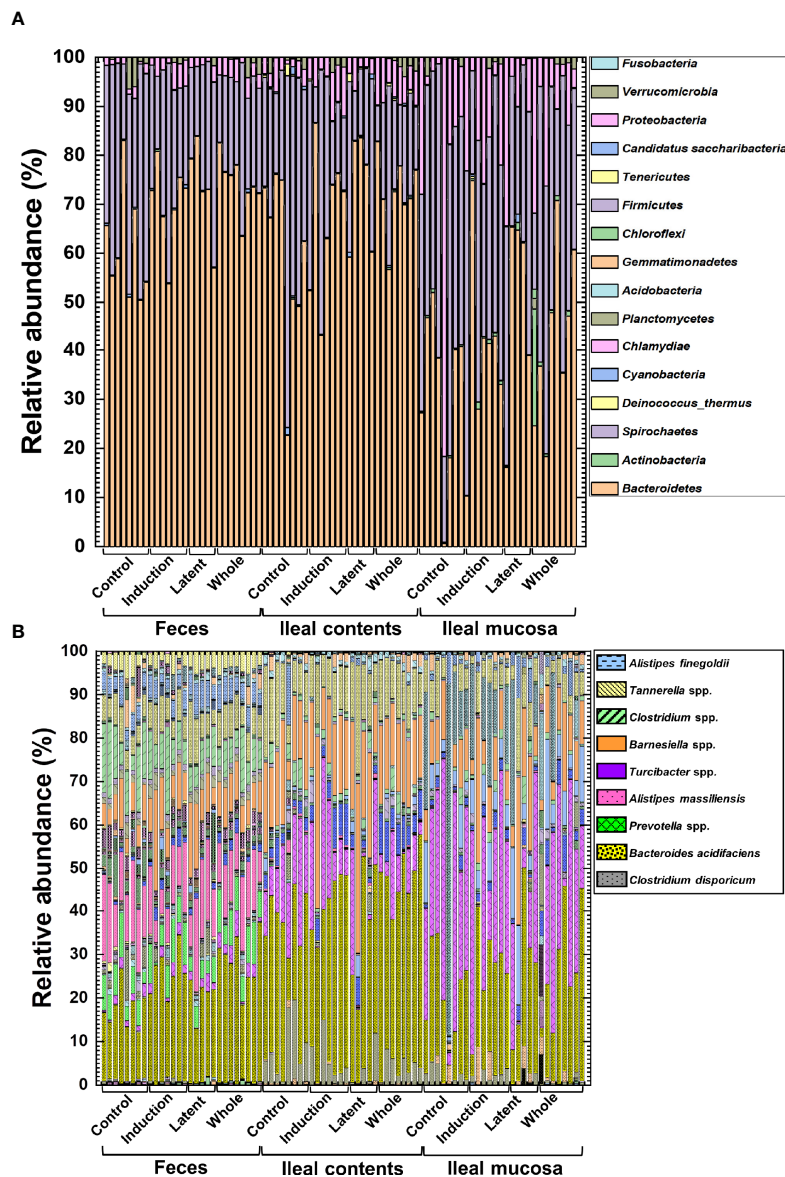 A
Relative abundance (%)
100
90
80
70
60
50
40
30
20
10
0
Fusobacteria
Verrucomicrobia
Proteobacteria
Candidatus saccharibacteria
Tenericutes
Firmicutes
Chloroflexi
Gemmatimonadetes
Acidobacteria
Planctomycetes
Chlamydiae
Cyanobacteria
Deinococcus_thermus
Spirochaetes
Actinobacteria
Bacteroidetes
Control Induction Latent Whole Control Induction Latent Whole Control Induction Latent Whole
Feces Ileal contents Ileal mucosa
B
Relative abundance (%)
100
90
80
70
60
50
40
30
20
10
0
Alistipes finegoldii
Tannerella spp.
Clostridium spp.
Barnesiella spp.
Turcibacter spp.
Alistipes massiliensis
Prevotella spp.
Bacteroides acidifaciens
Clostridium disporicum
Control Induction Latent Whole Control Induction Latent Whole Control Induction Latent Whole
Feces Ileal contents Ileal mucosa